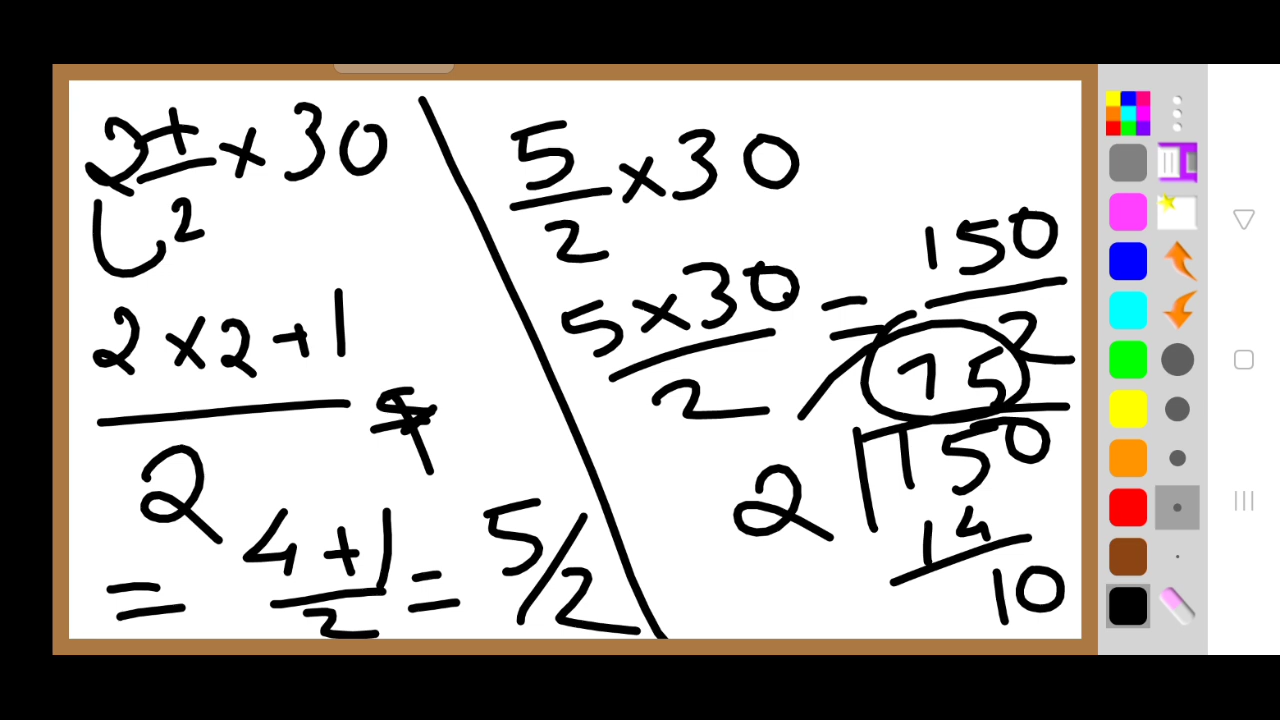 2 1/2 × 30
2 × 2 + 1
2
= 4 + 1 / 2 = 5/2
5/2 × 30
5 × 30 / 2 = 150 / 2
75
2 150
14
10